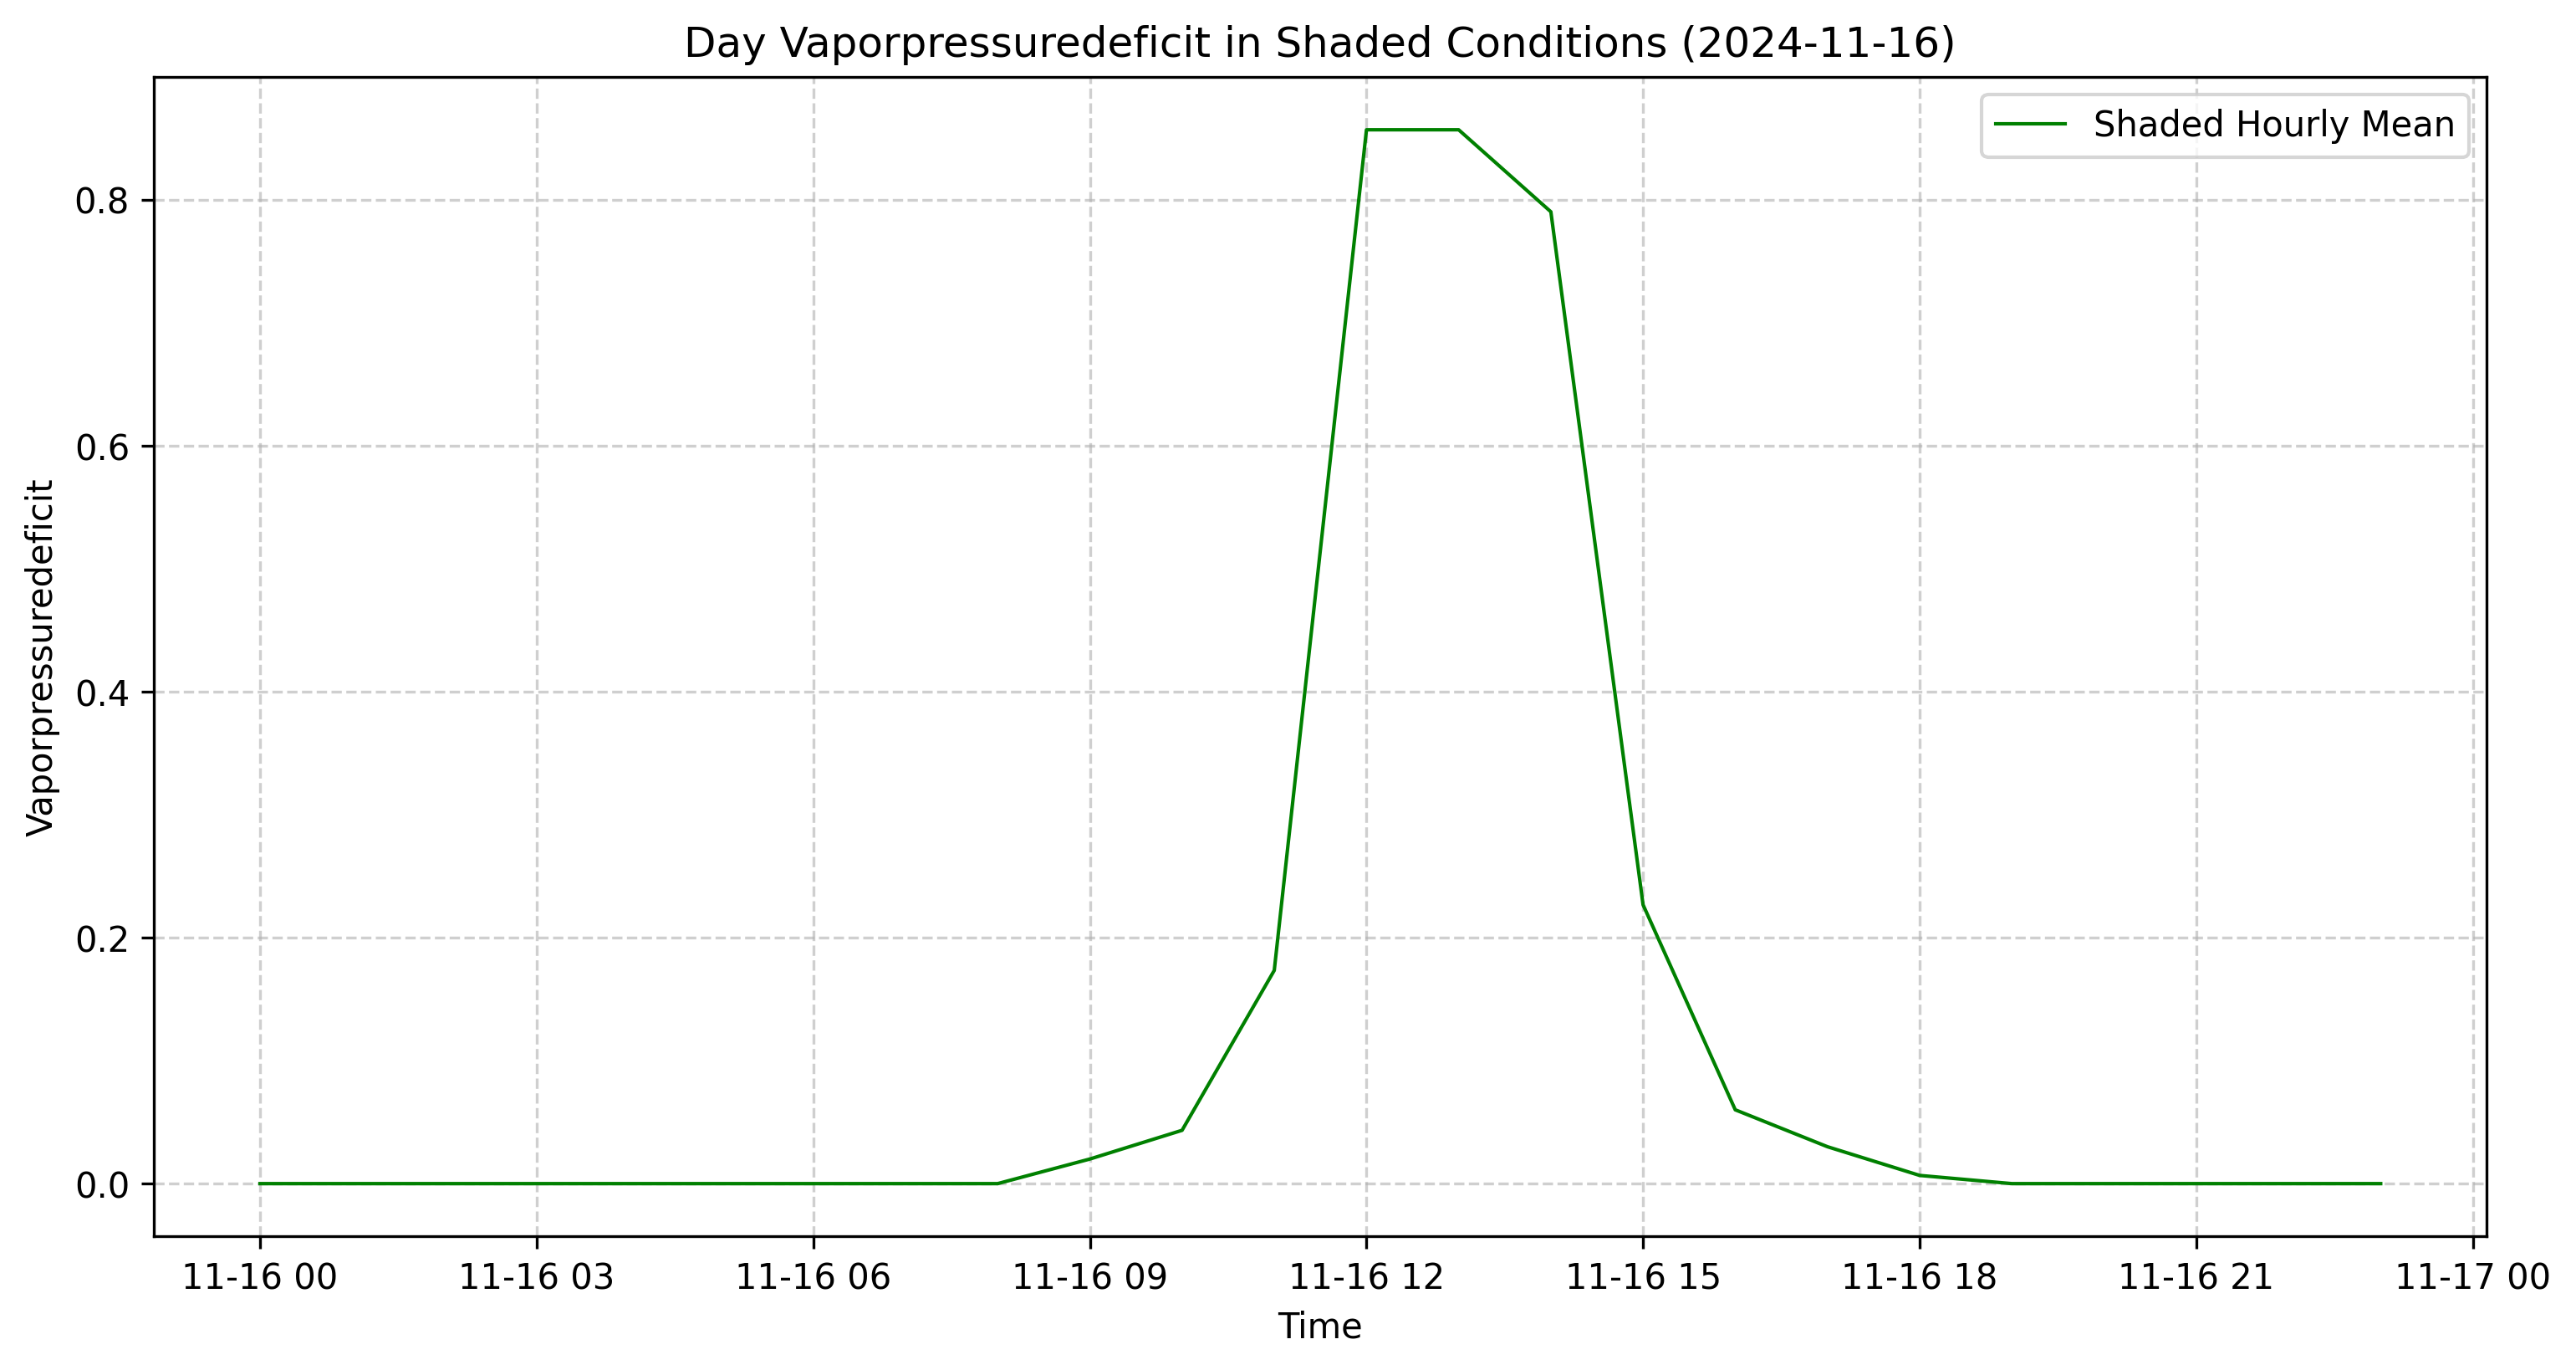 Day Vaporpressuredeficit in Shaded Conditions (2024-11-16)
Shaded Hourly Mean
Vaporpressuredeficit
0.8
0.6
0.4
0.2
0.0
11-16 00 11-16 03 11-16 06 11-16 09 11-16 12 11-16 15 11-16 18 11-16 21 11-17 00
Time